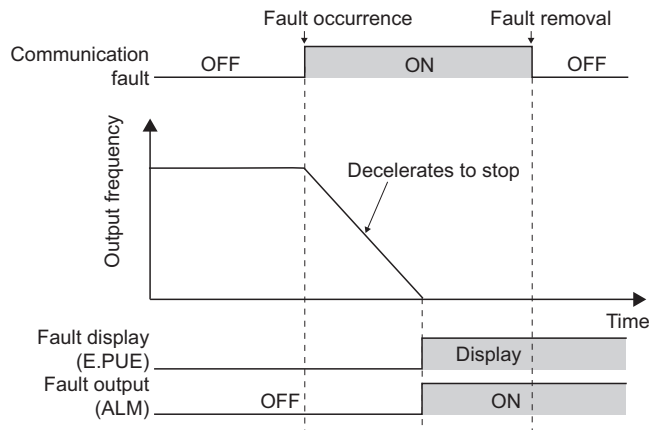 Fault occurrence
Fault removal
Communication
fault
OFF
ON
OFF
Output frequency
Decelerates to stop
Time
Fault display
(E.PUE)
Display
Fault output
(ALM)
OFF
ON